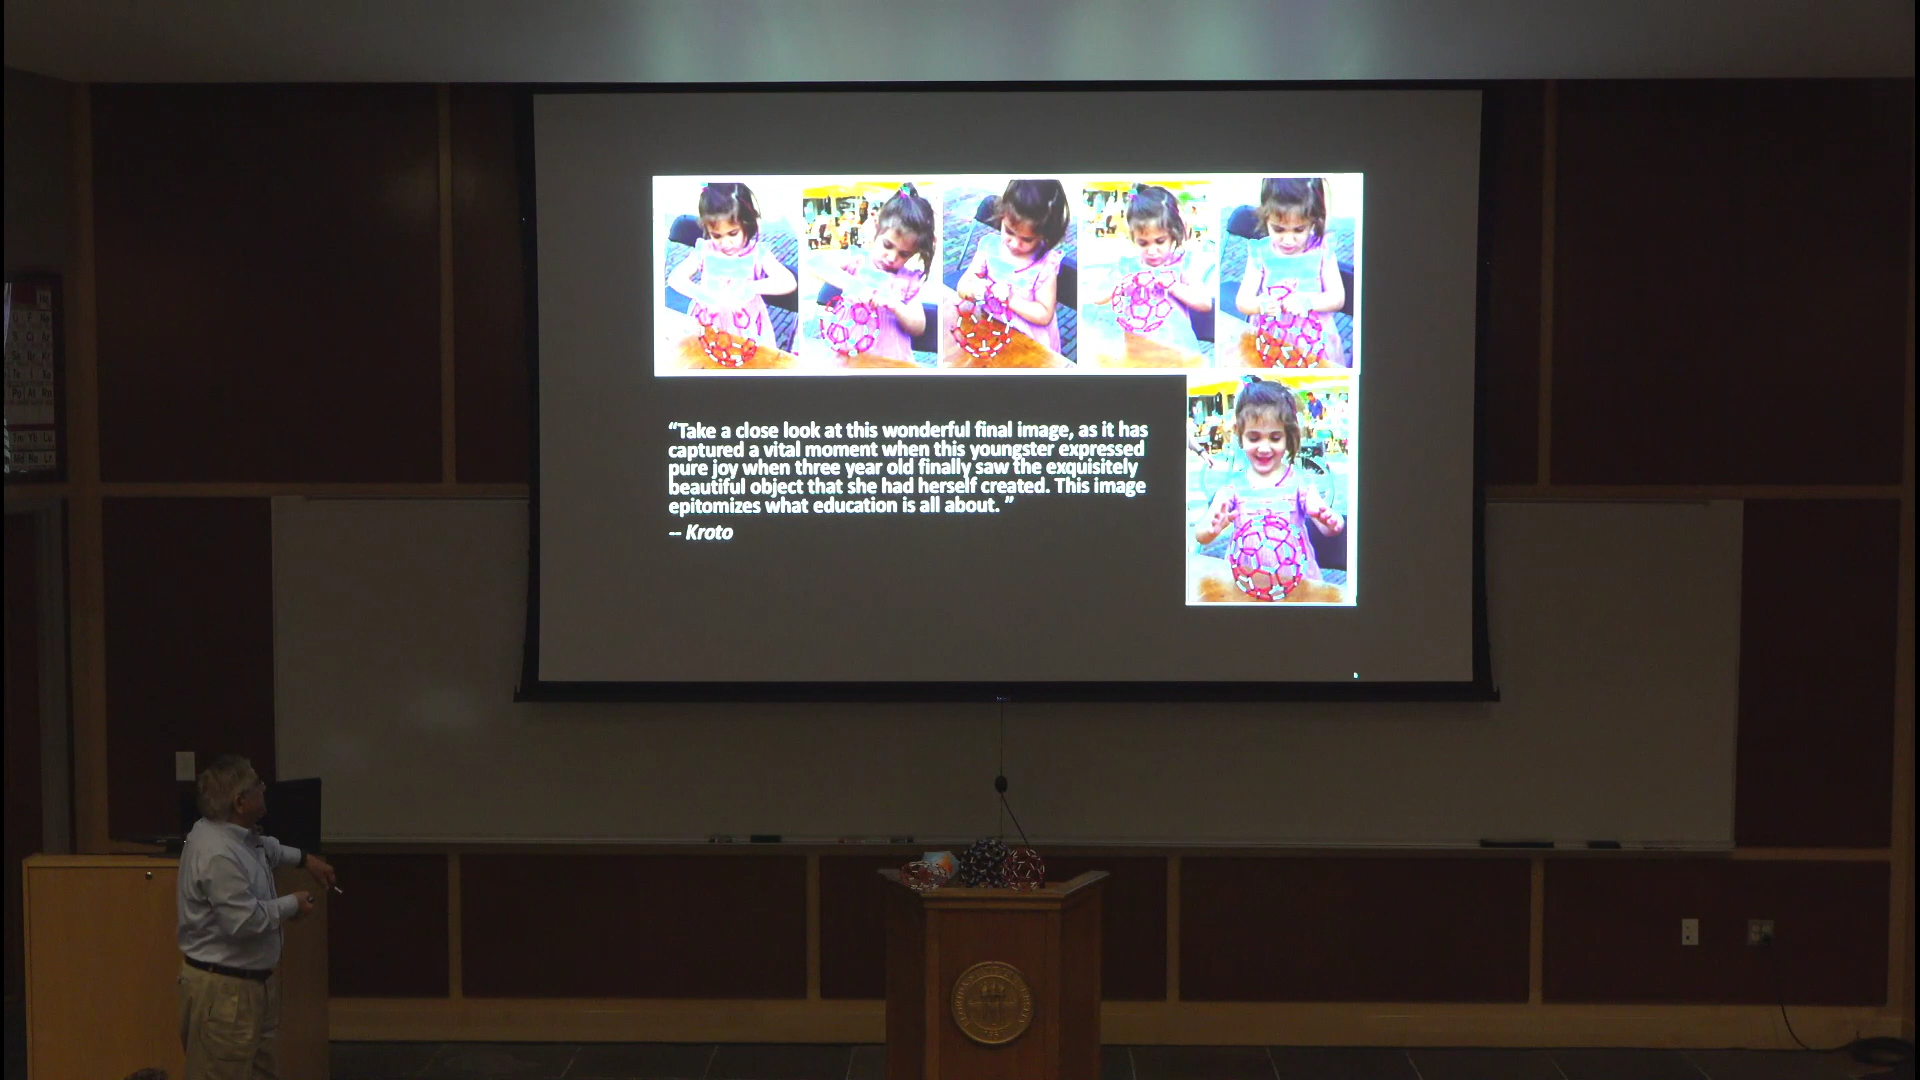 “Take a close look at this wonderful final image, as it has
captured a vital moment when this youngster expressed
pure joy when three year old finally saw the exquisitely
beautiful object that she had herself created. This image
epitomizes what education is all about. ”
-- Kroto